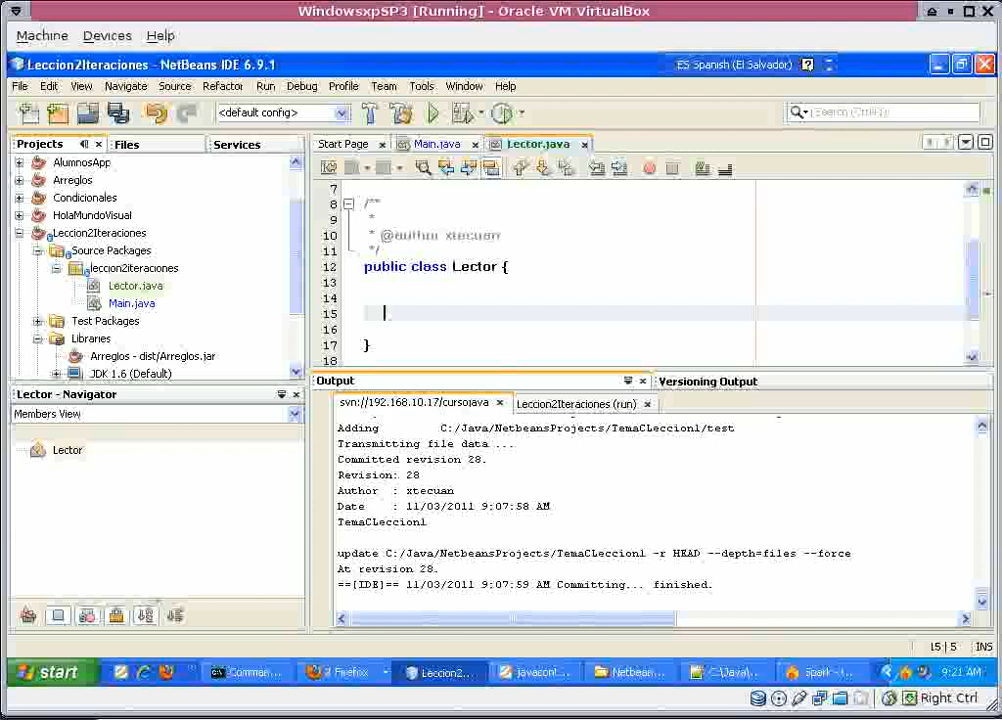 WindowsxpSP3 [Running] - Oracle VM VirtualBox
Machine Devices Help
Leccion2Iteraciones - NetBeans IDE 6.9.1
ES Spanish (El Salvador)
File Edit View Navigate Source Refactor Run Debug Profile Team Tools Window Help
<default config>
Search (Ctrl+I)
Projects Files Services
Start Page Main.java Lector.java
AlumnosApp
Arreglos
Condicionales
HolaMundoVisual
Leccion2Iteraciones
Source Packages
leccion2iteraciones
Lector.java
Main.java
Test Packages
Libraries
Arreglos - dist/Arreglos.jar
JDK 1.6 (Default)
7
8 /**
9 *
10 * @author xtecuan
11 */
12 public class Lector {
13
14
15
16
17 }
18
Lector - Navigator
Members View
Lector
Output Versioning Output
svn://192.168.10.17/cursojava Leccion2Iteraciones (run)
Adding C:/Java/NetbeansProjects/TemaCLeccion1/test
Transmitting file data ...
Committed revision 28.
Revision: 28
Author : xtecuan
Date : 11/03/2011 9:07:58 AM
TemaCLeccion1
update C:/Java/NetbeansProjects/TemaCLeccion1 -r HEAD --depth=files --force
At revision 28.
==[IDE]== 11/03/2011 9:07:59 AM Committing... finished.
15|5 INS
start Comman... Firefox Leccion2... javacont... Netbean... C:\Java\... Spark - 9:21 AM
Right Ctrl